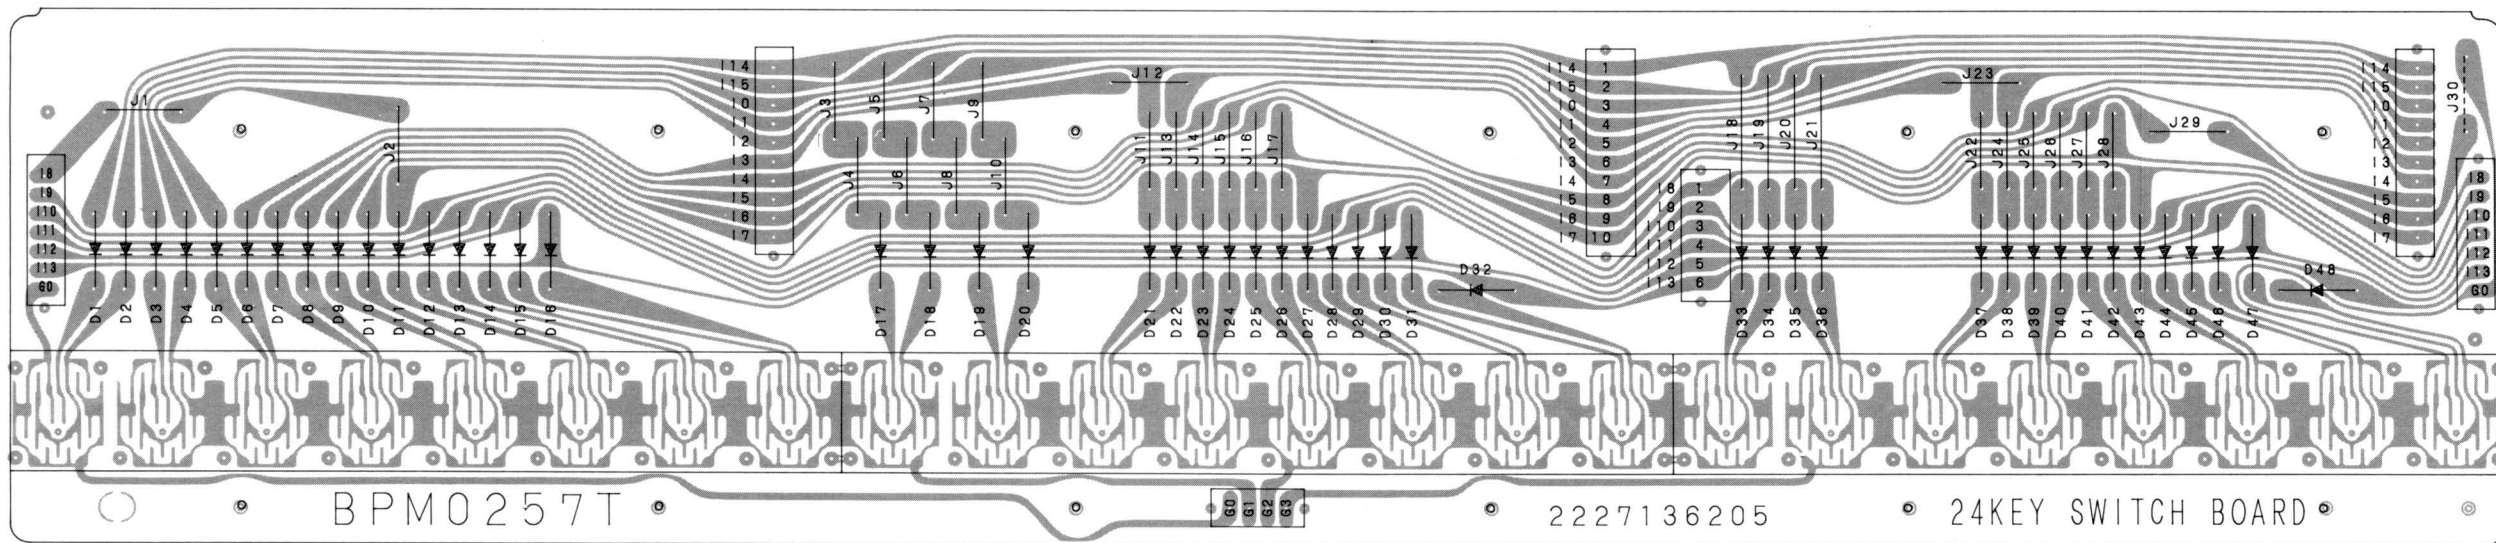 J1
J2
I8
I9
I10
I11
I12
I13
G0
I14
I15
I0
I1
I2
I3
I4
I5
I6
I7
J3
J5
J7
J9
J4
J6
J8
J10
J12
J11
J13
J14
J15
J16
J17
I14 1
I15 2
I0 3
I1 4
I2 5
I3 6
I4 7
I5 8
I6 9
I7 10
I8 1
I9 2
I10 3
I11 4
I12 5
I13 6
J18
J19
J20
J21
J23
J22
J24
J25
J26
J27
J28
J29
I14
I15
I0
I1
I2
I3
I4
I5
I6
I7
J30
I8
I9
I10
I11
I12
I13
G0
D32
D48
D1
D2
D3
D4
D5
D6
D7
D8
D9
D10
D11
D12
D13
D14
D15
D16
D17
D18
D19
D20
D21
D22
D23
D24
D25
D26
D27
D28
D29
D30
D31
D33
D34
D35
D36
D37
D38
D39
D40
D41
D42
D43
D44
D45
D46
D47
BPM0257T
G0
G1
G2
G3
2227136205
24KEY SWITCH BOARD